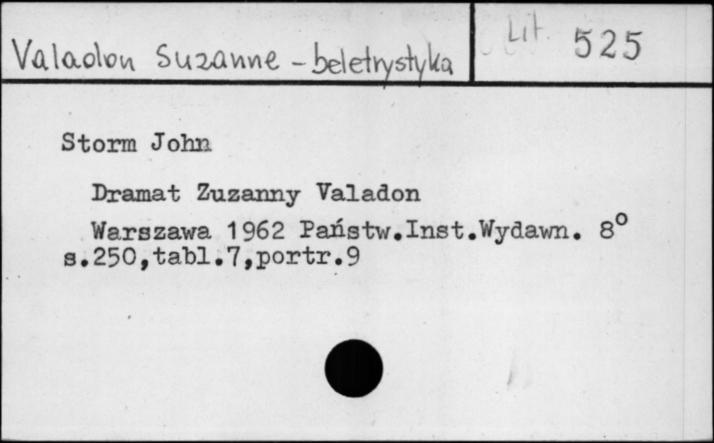 Valadon Suzanne - beletrystyka
Lit 525
Storm John
Dramat Zuzanny Valadon
Warszawa 1962 Państw.Inst.Wydawn. 8°
s.250,tabl.7,portr.9